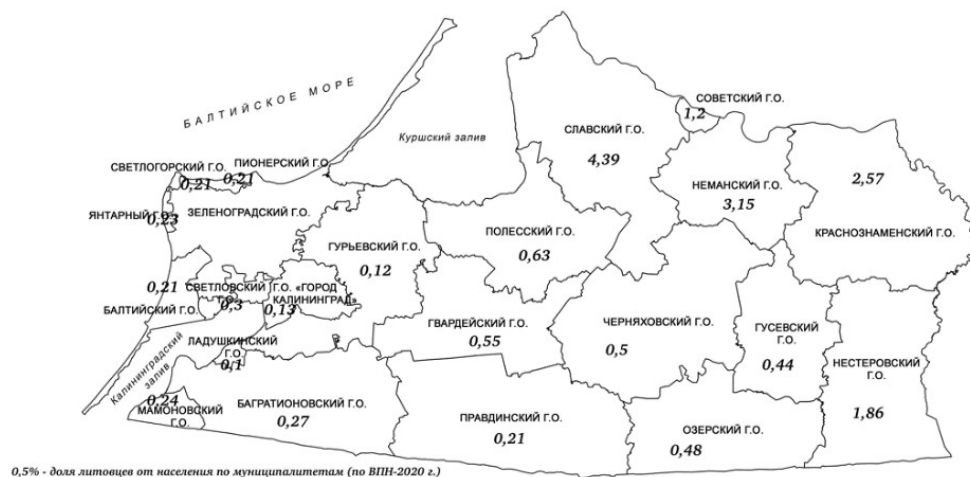 БАЛТИЙСКОЕ МОРЕ
Куршский залив
СОВЕТСКИЙ Г.О.
1,2
СЛАВСКИЙ Г.О.
4,39
ПИОНЕРСКИЙ Г.О.
0,21
СВЕТЛОГОРСКИЙ Г.О.
0,21
НЕМАНСКИЙ Г.О.
3,15
2,57
КРАСНОЗНАМЕНСКИЙ Г.О.
ЯНТАРНЫЙ Г.О.
0,23
ЗЕЛЕНОГРАДСКИЙ Г.О.
ГУРЬЕВСКИЙ Г.О.
0,12
ПОЛЕССКИЙ Г.О.
0,63
0,21
БАЛТИЙСКИЙ Г.О.
СВЕТЛОВСКИЙ
Г.О.
0,3
Г.О. «ГОРОД
КАЛИНИНГРАД»
0,13
ГВАРДЕЙСКИЙ Г.О.
0,55
ЧЕРНЯХОВСКИЙ Г.О.
0,5
ГУСЕВСКИЙ
Г.О.
0,44
НЕСТЕРОВСКИЙ
Г.О.
1,86
ЛАДУШКИНСКИЙ
Г.О.
0,1
Калининградский
залив
0,24
МАМОНОВСКИЙ
Г.О.
БАГРАТИОНОВСКИЙ Г.О.
0,27
ПРАВДИНСКИЙ Г.О.
0,21
ОЗЕРСКИЙ Г.О.
0,48
0,5% - доля литовцев от населения по муниципалитетам (по ВПН-2020 г.)